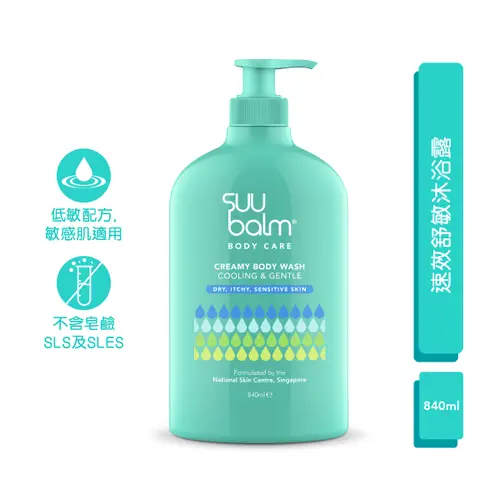 低敏配方,
敏感肌適用
不含皂鹼
SLS及SLES
suu
balm®
BODY CARE
CREAMY BODY WASH
COOLING & GENTLE
DRY, ITCHY, SENSITIVE SKIN
Formulated by the
National Skin Centre, Singapore
840ml℮
速效舒敏沐浴露
840ml